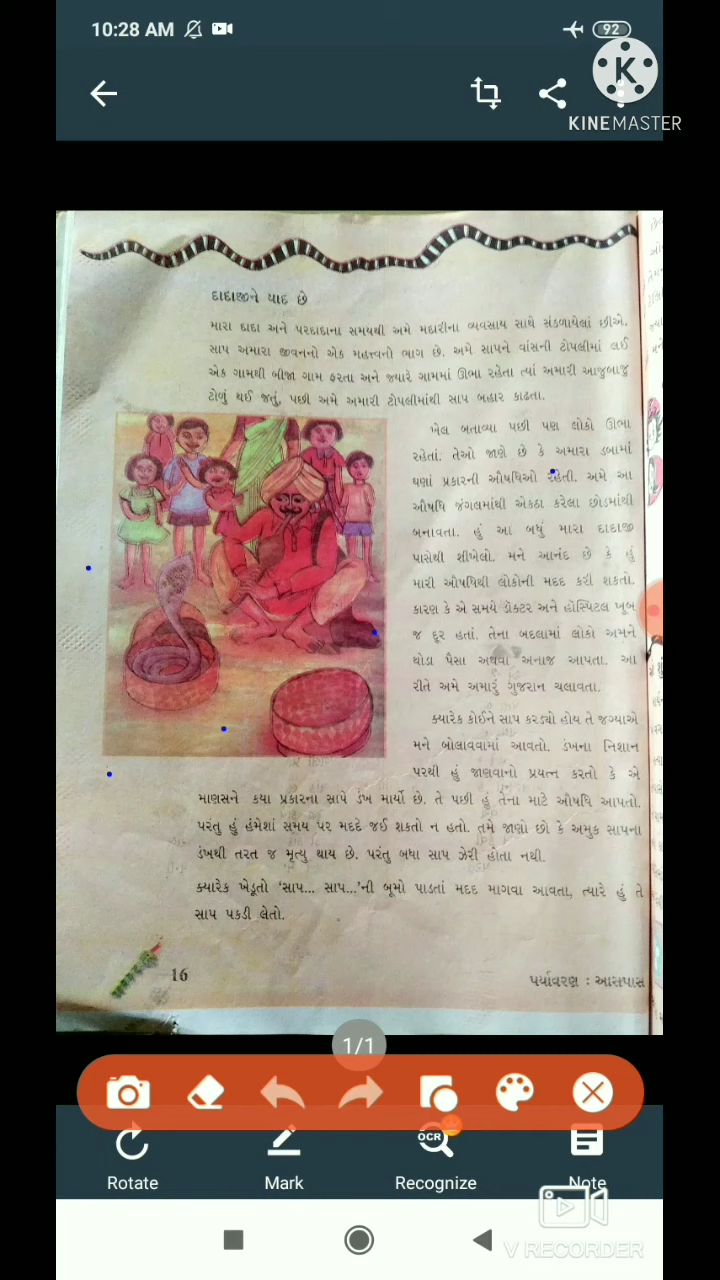 10:28 AM
92
K
KINEMASTER
દાદાજીને યાદ છે
મારા દાદા અને પરદાદાના સમયથી અમે મદારીના વ્યવસાય સાથે સંકળાયેલાં છીએ.
સાપ અમારા જીવનનો એક મહત્ત્વનો ભાગ છે. અમે સાપને વાંસની ટોપલીમાં લઈ
એક ગામથી બીજા ગામ ફરતા અને જ્યારે ગામમાં ઊભા રહેતા ત્યાં અમારી આજુબાજુ
ટોળું થઈ જતું, પછી અમે અમારી ટોપલીમાંથી સાપ બહાર કાઢતા.
ખેલ બતાવ્યા પછી પણ લોકો ઊભા
રહેતાં. તેઓ જાણે છે કે અમારા ડબામાં
ઘણાં પ્રકારની ઔષધિઓ રહેતી. અમે આ
ઔષધિ જંગલમાંથી એકઠા કરેલા છોડમાંથી
બનાવતા. હું આ બધું મારા દાદાજી
પાસેથી શીખેલો. મને આનંદ છે કે હું
મારી ઔષધિથી લોકોની મદદ કરી શકતો.
કારણ કે એ સમયે ડૉક્ટર અને હૉસ્પિટલ ખૂબ
જ દૂર હતાં. તેના બદલામાં લોકો અમને
થોડા પૈસા અથવા અનાજ આપતા. આ
રીતે અમે અમારું ગુજરાન ચલાવતા.
ક્યારેક કોઈને સાપ કરડ્યો હોય તે જગ્યાએ
મને બોલાવવામાં આવતો. ડંખના નિશાન
પરથી હું જાણવાનો પ્રયત્ન કરતો કે એ
માણસને કયા પ્રકારના સાપે ડંખ માર્યો છે. તે પછી હું તેના માટે ઔષધિ આપતો.
પરંતુ હું હંમેશાં સમય પર મદદે જઈ શકતો ન હતો. તમે જાણો છો કે અમુક સાપના
ડંખથી તરત જ મૃત્યુ થાય છે. પરંતુ બધા સાપ ઝેરી હોતા નથી.
ક્યારેક ખેડૂતો ‘સાપ... સાપ...’ની બૂમો પાડતાં મદદ માગવા આવતા, ત્યારે હું તે
સાપ પકડી લેતો.
16
પર્યાવરણ : આસપાસ
1/1
OCR
Rotate
Mark
Recognize
Note
V RECORDER